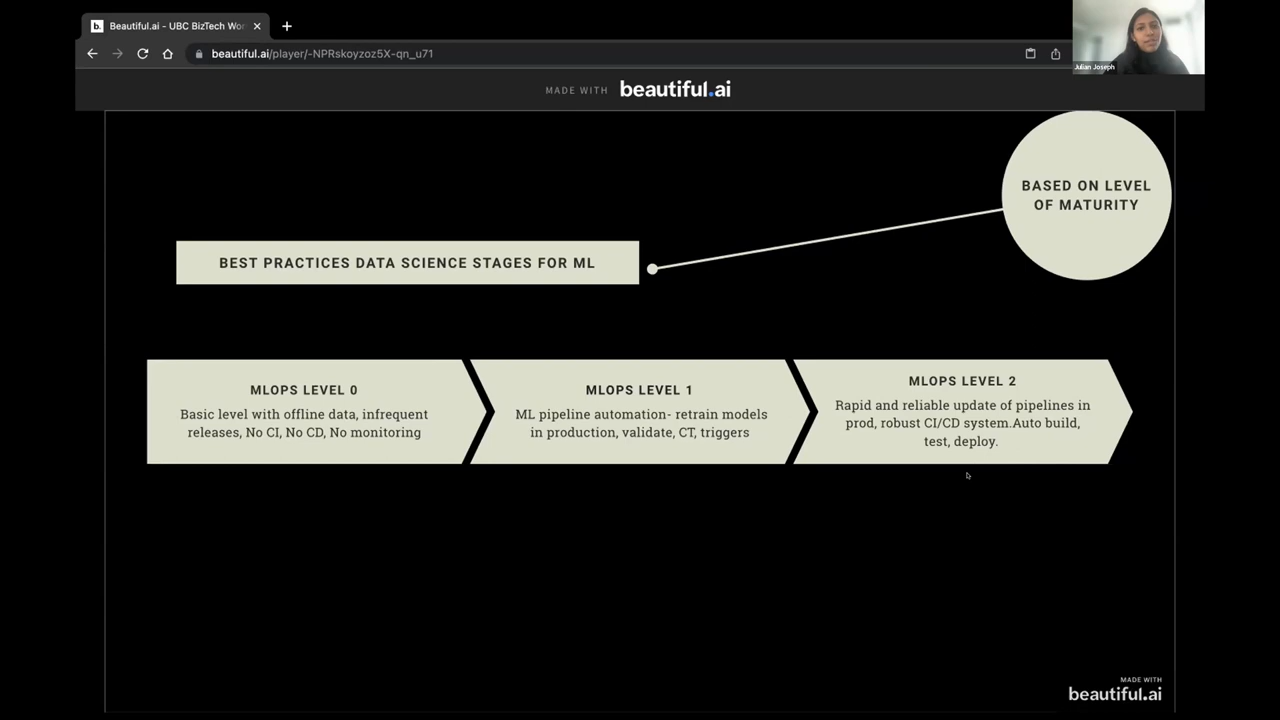 Beautiful.ai - UBC BizTech Wor
beautiful.ai/player/-NPRskoyzoz5X-qn_u71
Julian Joseph
MADE WITH beautiful.ai
BASED ON LEVEL
OF MATURITY
BEST PRACTICES DATA SCIENCE STAGES FOR ML
MLOPS LEVEL 0
Basic level with offline data, infrequent
releases, No CI, No CD, No monitoring
MLOPS LEVEL 1
ML pipeline automation- retrain models
in production, validate, CT, triggers
MLOPS LEVEL 2
Rapid and reliable update of pipelines in
prod, robust CI/CD system.Auto build,
test, deploy.
MADE WITH
beautiful.ai